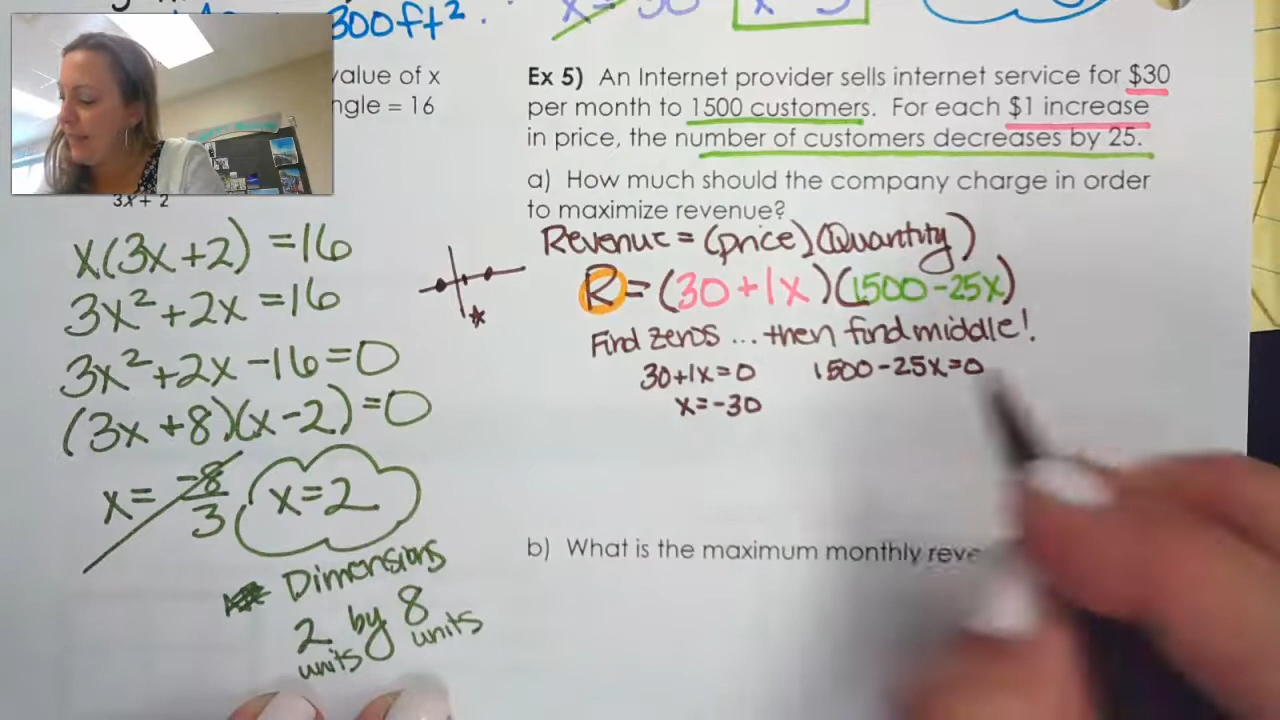 300ft².
value of x
ngle = 16
3x + 2
x(3x+2) =16
3x²+2x =16
3x²+2x-16=0
(3x+8)(x-2)=0
x= -8/3 x=2
Dimensions
2 by 8
units units
Ex 5) An Internet provider sells internet service for $30
per month to 1500 customers. For each $1 increase
in price, the number of customers decreases by 25.
a) How much should the company charge in order
to maximize revenue?
Revenue = (price)(Quantity)
R=(30+1x)(1500-25x)
Find zeros ...then find middle!
30+1x=0 1500-25x=0
x=-30
b) What is the maximum monthly reve